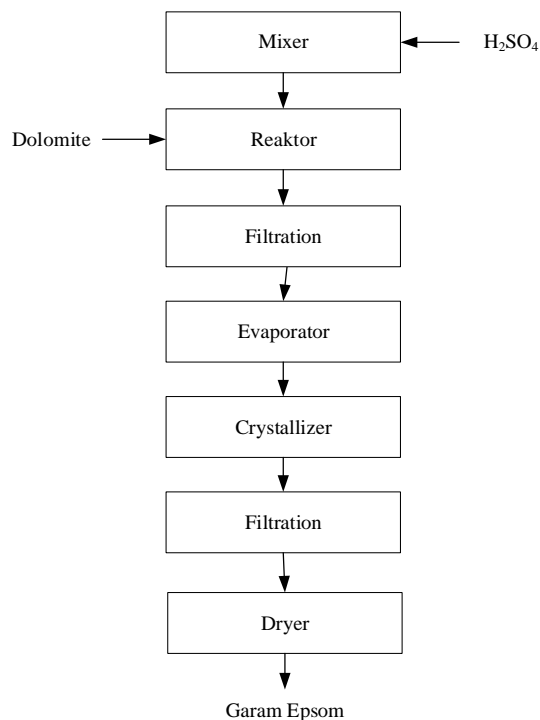 Mixer
H₂SO₄
Dolomite
Reaktor
Filtration
Evaporator
Crystallizer
Filtration
Dryer
Garam Epsom